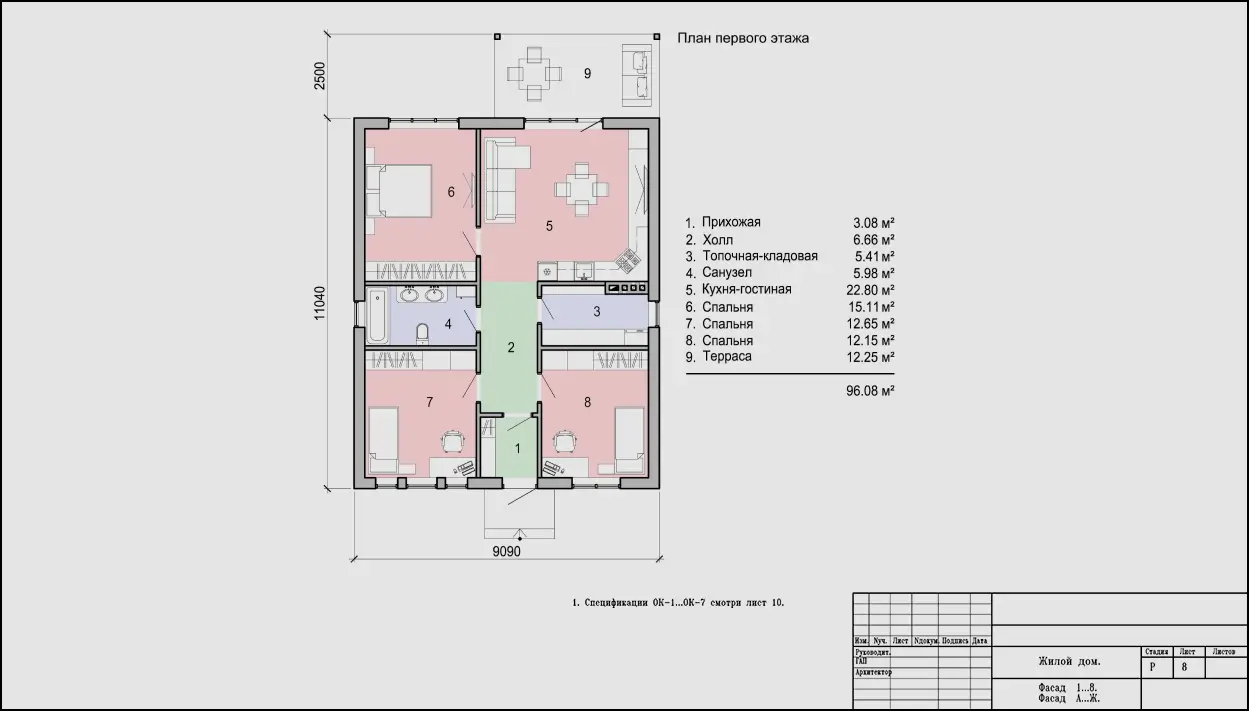 План первого этажа
2500
9
6
5
1. Прихожая 3.08 м²
2. Холл 6.66 м²
3. Топочная-кладовая 5.41 м²
4. Санузел 5.98 м²
5. Кухня-гостиная 22.80 м²
6. Спальня 15.11 м²
7. Спальня 12.65 м²
8. Спальня 12.15 м²
9. Терраса 12.25 м²
96.08 м²
11040
4
3
2
7
8
1
9090
1. Спецификации ОК-1...ОК-7 смотри лист 10.
Изм. Nуч. Лист Nдокум. Подпись Дата
Руководит.
ГАП
Архитектор
Жилой дом.
Стадия Лист Листов
Р 8
Фасад 1...8.
Фасад А...Ж.